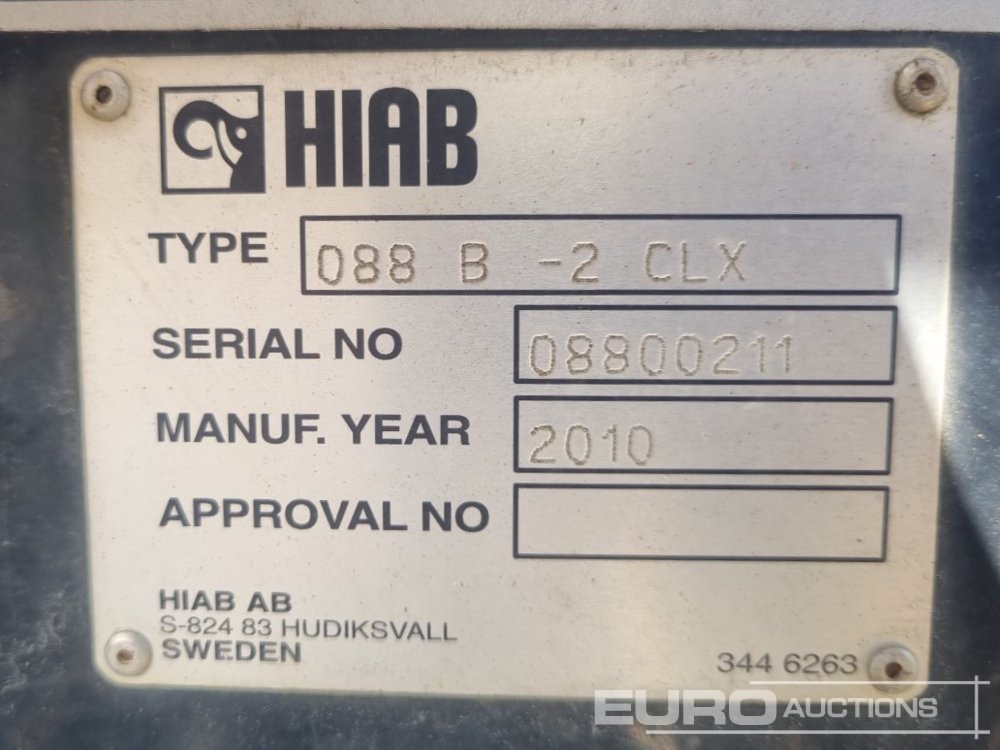 HIAB
TYPE 088 B -2 CLX
SERIAL NO 08800211
MANUF. YEAR 2010
APPROVAL NO
HIAB AB
S-824 83 HUDIKSVALL
SWEDEN
344 6263
EURO AUCTIONS